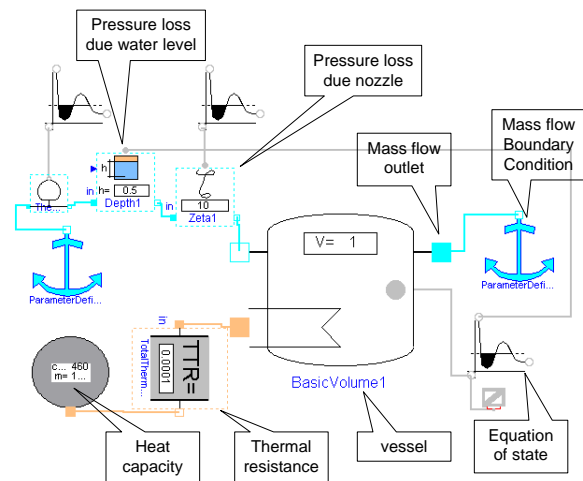 Pressure loss
due water level
Pressure loss
due nozzle
Mass flow
outlet
Mass flow
Boundary
Condition
The...
in
h
h=
0.5
Depth1
in
10
Zeta1
V= 1
ParameterDefi...
ParameterDefi...
in
TTR=
0.0001
TotalTherm...
c... 460
m= 1...
BasicVolume1
Heat
capacity
Thermal
resistance
vessel
Equation
of state